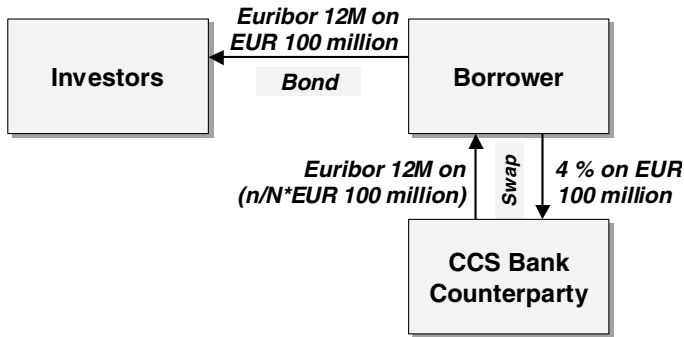 Euribor 12M on
EUR 100 million
Investors
Bond
Borrower
Euribor 12M on
(n/N*EUR 100 million)
Swap
4 % on EUR
100 million
CCS Bank
Counterparty